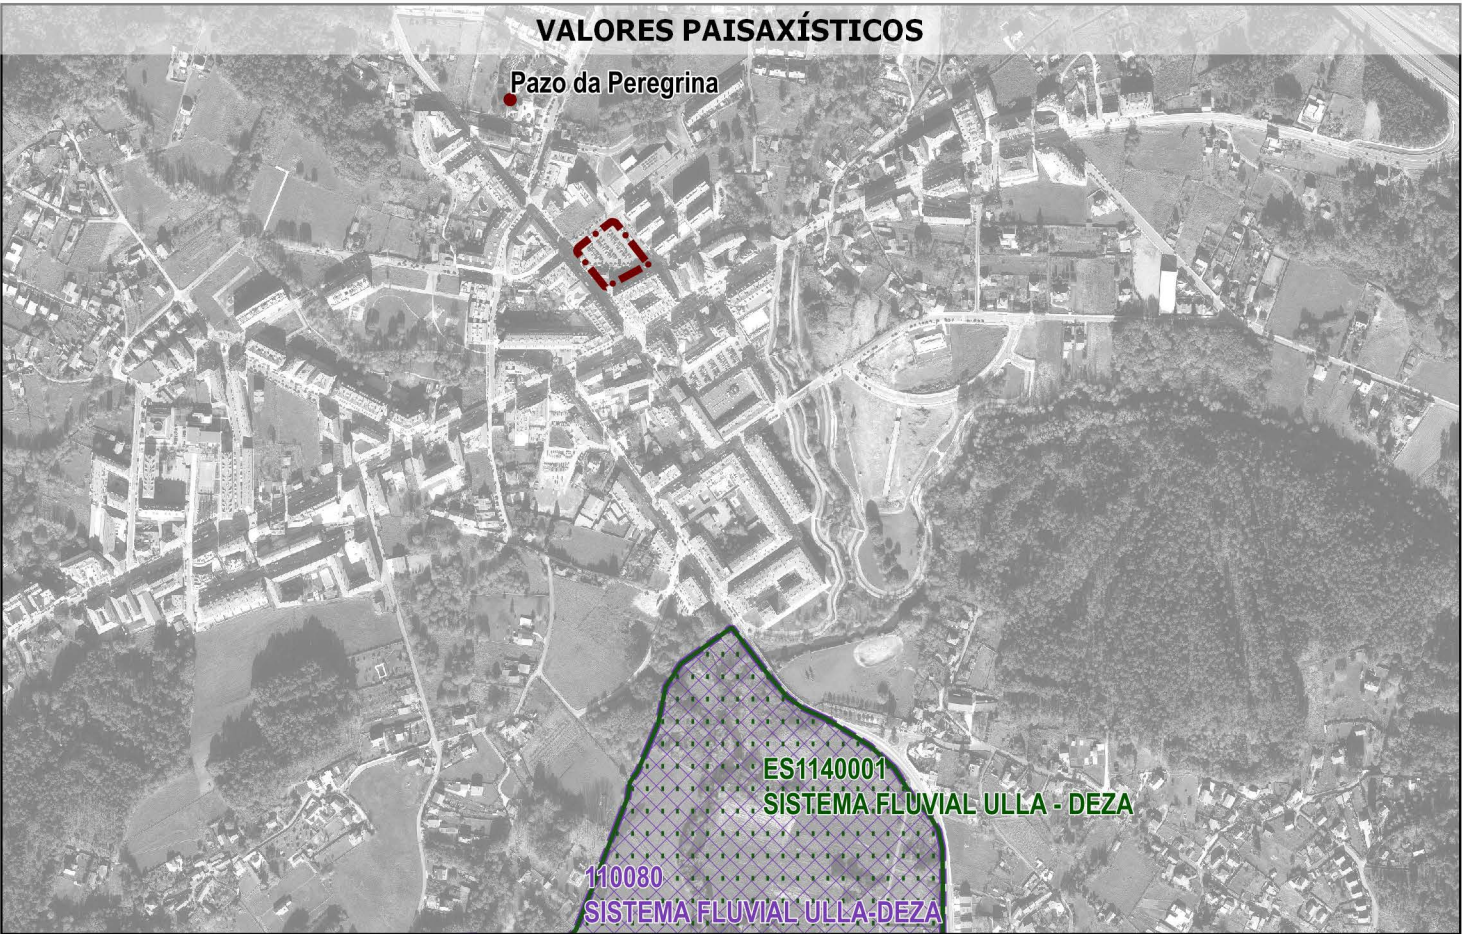 VALORES PAISAXÍSTICOS
Pazo da Peregrina
ES1140001
SISTEMA FLUVIAL ULLA - DEZA
110080
SISTEMA FLUVIAL ULLA-DEZA